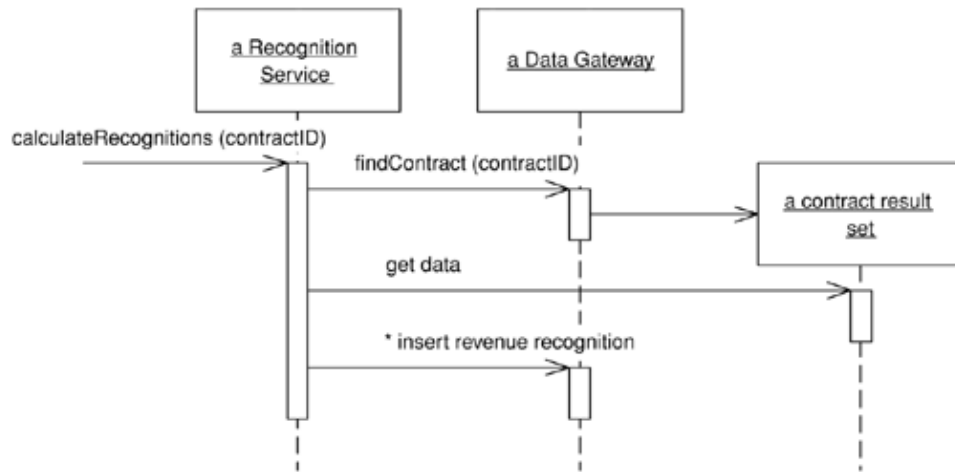 a Recognition
Service
a Data Gateway
calculateRecognitions (contractID)
findContract (contractID)
a contract result
set
get data
* insert revenue recognition